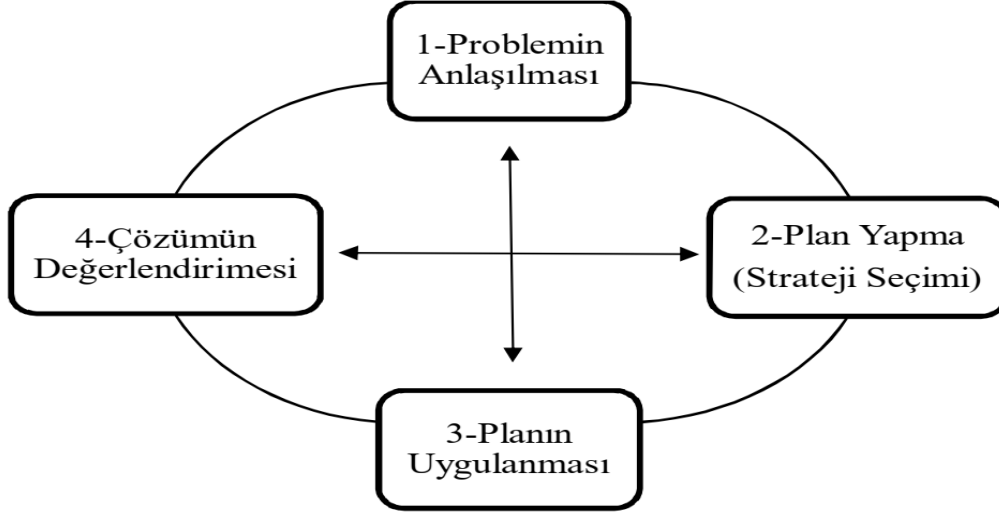 1-Problemin
Anlaşılması
4-Çözümün
Değerlendirimesi
2-Plan Yapma
(Strateji Seçimi)
3-Planın
Uygulanması